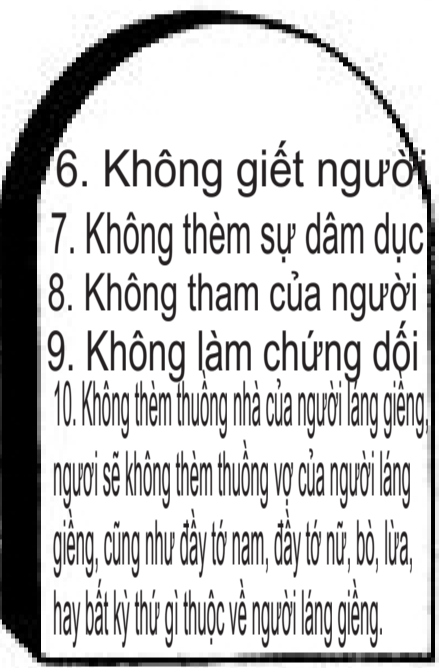 6. Không giết người
7. Không thèm sự dâm dục
8. Không tham của người
9. Không làm chứng dối
10. Không thèm thuồng nhà của người láng giềng,
ngươi sẽ không thèm thuồng vợ của người láng
giềng, cũng như đầy tớ nam, đầy tớ nữ, bò, lừa,
hay bất kỳ thứ gì thuộc về người láng giềng.